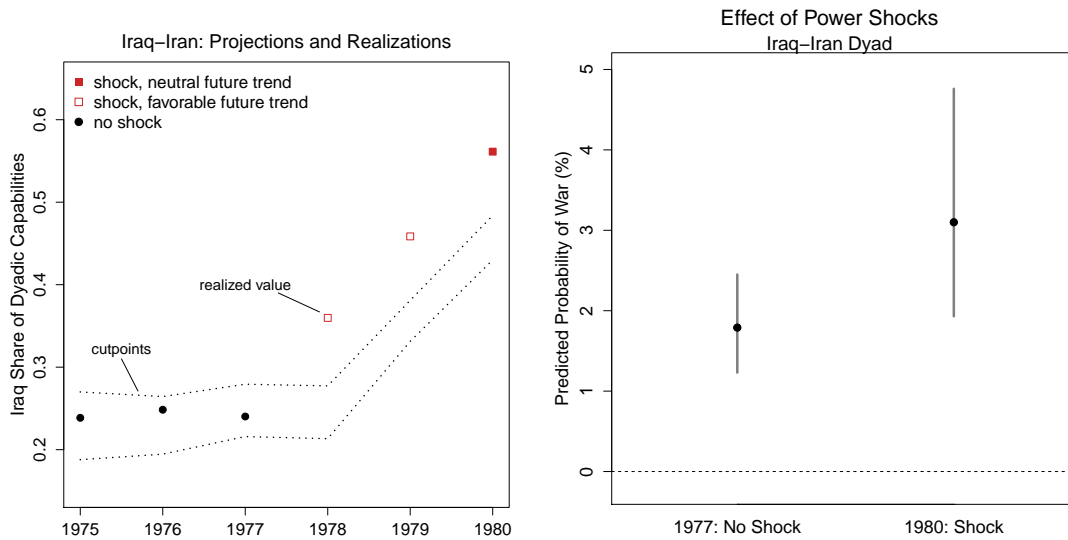 Iraq−Iran: Projections and Realizations
shock, neutral future trend
shock, favorable future trend
no shock
Iraq Share of Dyadic Capabilities
0.6
0.5
0.4
0.3
0.2
realized value
cutpoints
1975 1976 1977 1978 1979 1980
Effect of Power Shocks
Iraq−Iran Dyad
Predicted Probability of War (%)
5
4
3
2
1
0
1977: No Shock 1980: Shock